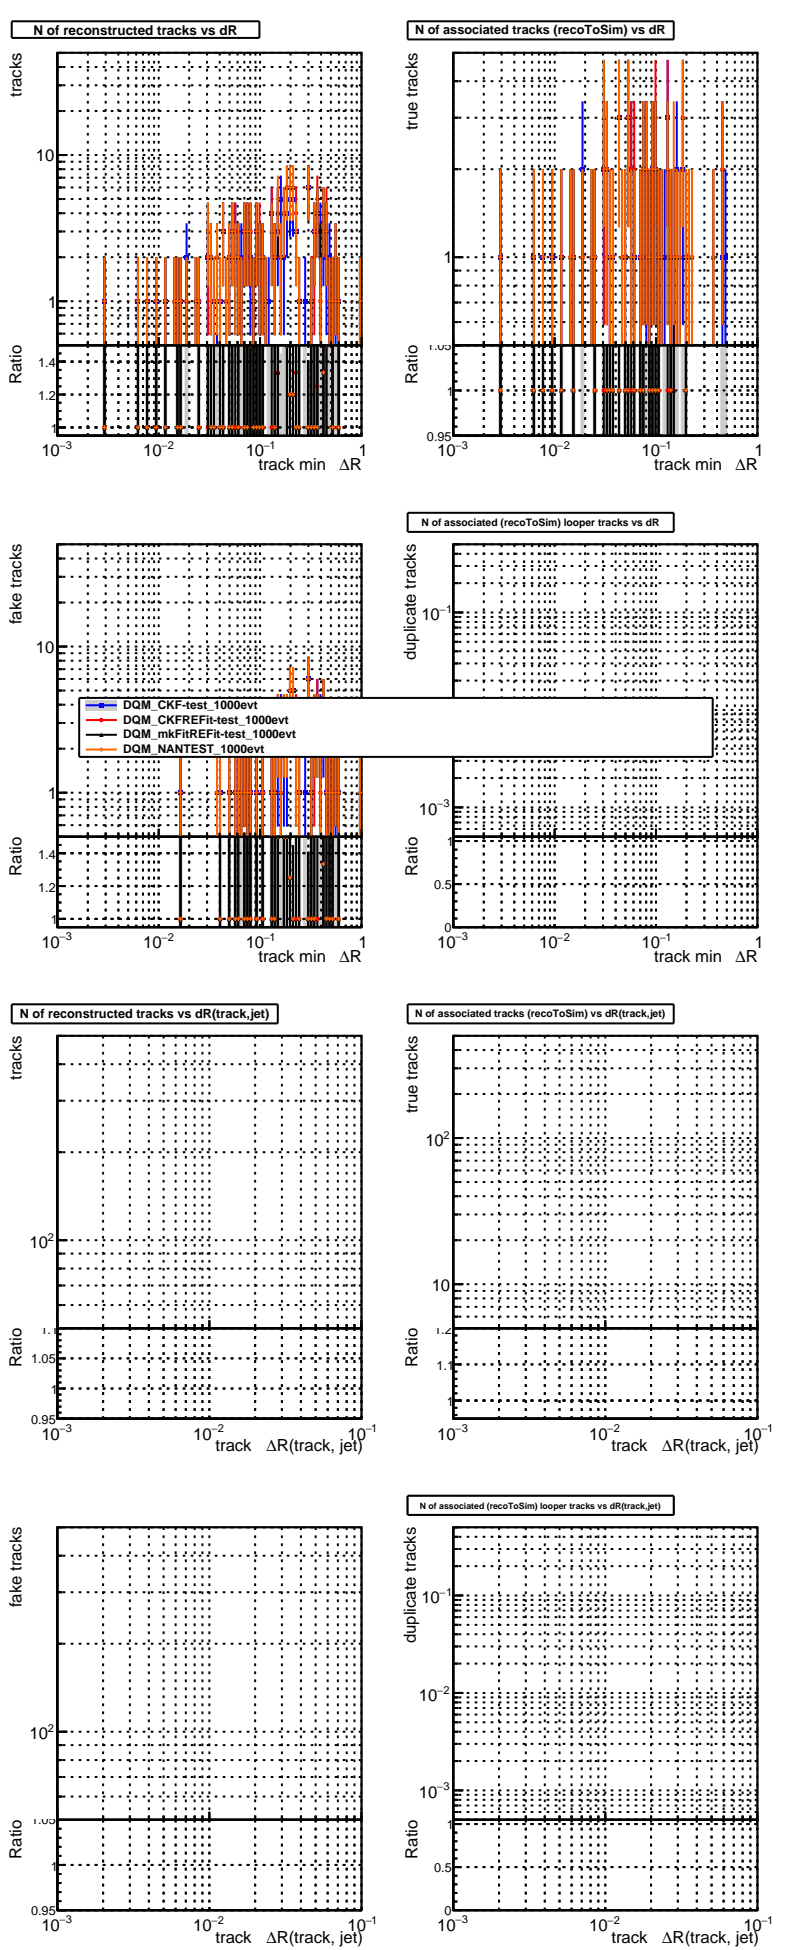 N of reconstructed tracks vs dR
tracks
10
1
Ratio
1.4
1.2
1
10⁻³ 10⁻² 10⁻¹ 1
track min ΔR
N of associated tracks (recoToSim) vs dR
true tracks
1
Ratio
1.05
1
0.95
10⁻³ 10⁻² 10⁻¹ 1
track min ΔR
fake tracks
10
1
Ratio
1.4
1.2
1
10⁻³ 10⁻² 10⁻¹ 1
track min ΔR
N of associated (recoToSim) looper tracks vs dR
duplicate tracks
10⁻¹
10⁻³
Ratio
1
0.5
0
10⁻³ 10⁻² 10⁻¹ 1
track min ΔR
DQM_CKF-test_1000evt
DQM_CKFREFit-test_1000evt
DQM_mkFitREFit-test_1000evt
DQM_NANTEST_1000evt
N of reconstructed tracks vs dR(track,jet)
tracks
10²
Ratio
1.1
1.05
1
0.95
10⁻³ 10⁻² 10⁻¹
track ΔR(track, jet)
N of associated tracks (recoToSim) vs dR(track,jet)
true tracks
10²
10
Ratio
1.2
1.1
1
10⁻³ 10⁻² 10⁻¹
track ΔR(track, jet)
fake tracks
10²
Ratio
1.05
1
0.95
10⁻³ 10⁻² 10⁻¹
track ΔR(track, jet)
N of associated (recoToSim) looper tracks vs dR(track,jet)
duplicate tracks
10⁻¹
10⁻²
10⁻³
Ratio
1
0.5
0
10⁻³ 10⁻² 10⁻¹
track ΔR(track, jet)